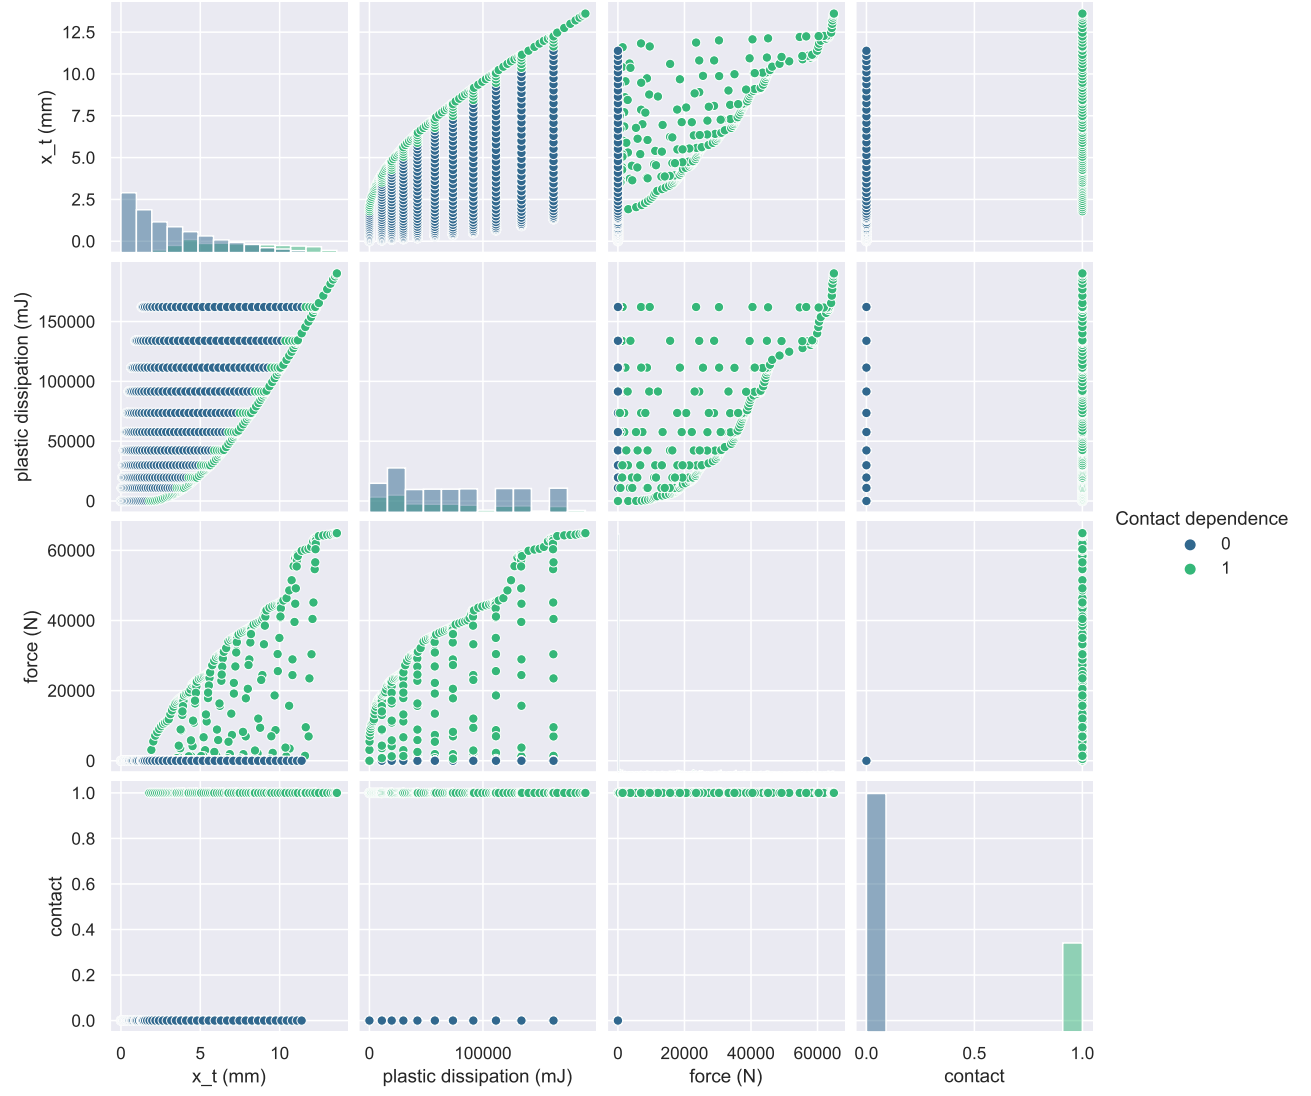 x_t (mm)
12.5
10.0
7.5
5.0
2.5
0.0
plastic dissipation (mJ)
150000
100000
50000
0
force (N)
60000
40000
20000
0
contact
1.0
0.8
0.6
0.4
0.2
0.0
0 5 10
x_t (mm)
0 100000
plastic dissipation (mJ)
0 20000 40000 60000
force (N)
0.0 0.5 1.0
contact
Contact dependence
0
1